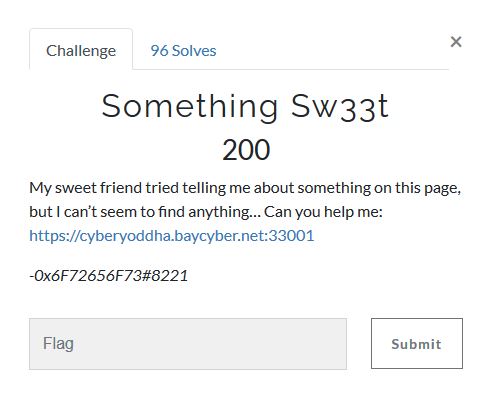 Challenge
96 Solves
×
Something Sw33t
200
My sweet friend tried telling me about something on this page,
but I can’t seem to find anything... Can you help me:
https://cyberyoddha.baycyber.net:33001
-0x6F72656F73#8221
Flag
Submit